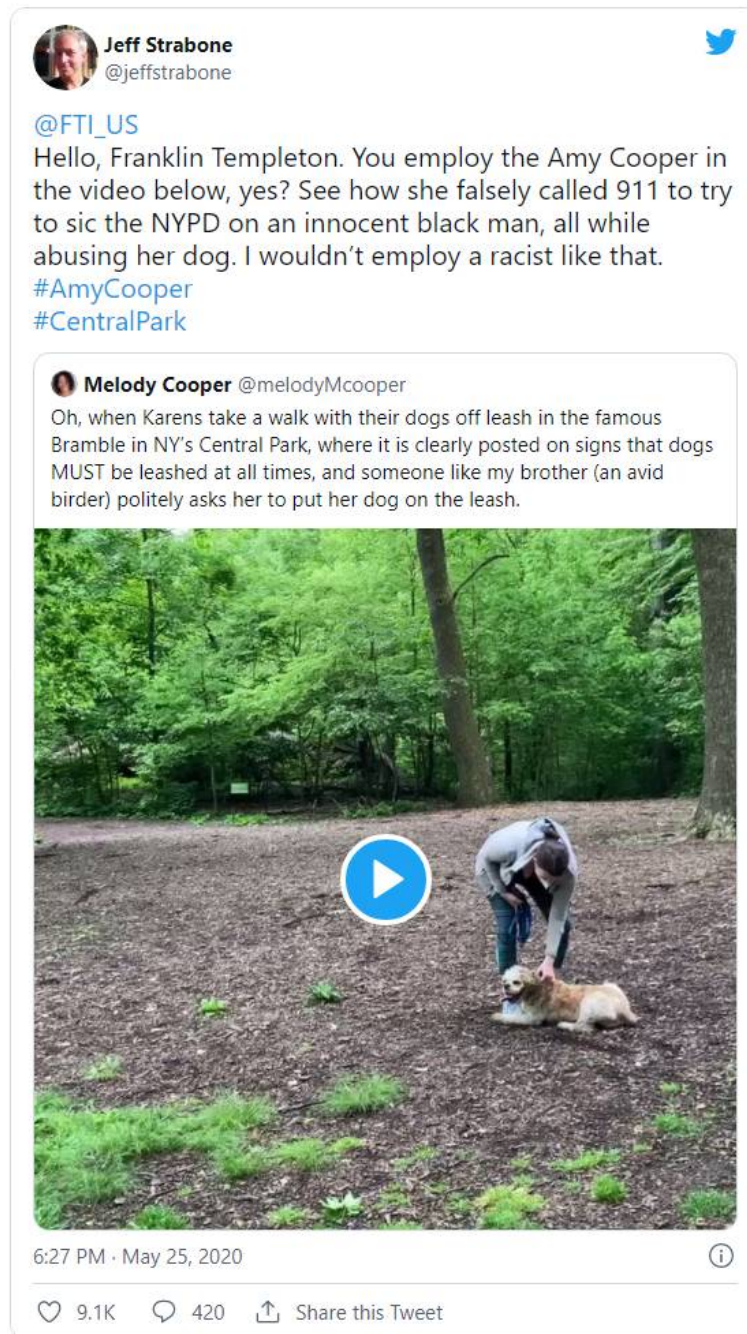 Jeff Strabone
@jeffstrabone
@FTI_US
Hello, Franklin Templeton. You employ the Amy Cooper in
the video below, yes? See how she falsely called 911 to try
to sic the NYPD on an innocent black man, all while
abusing her dog. I wouldn’t employ a racist like that.
#AmyCooper
#CentralPark
Melody Cooper @melodyMcooper
Oh, when Karens take a walk with their dogs off leash in the famous
Bramble in NY’s Central Park, where it is clearly posted on signs that dogs
MUST be leashed at all times, and someone like my brother (an avid
birder) politely asks her to put her dog on the leash.
6:27 PM · May 25, 2020
9.1K 420 Share this Tweet